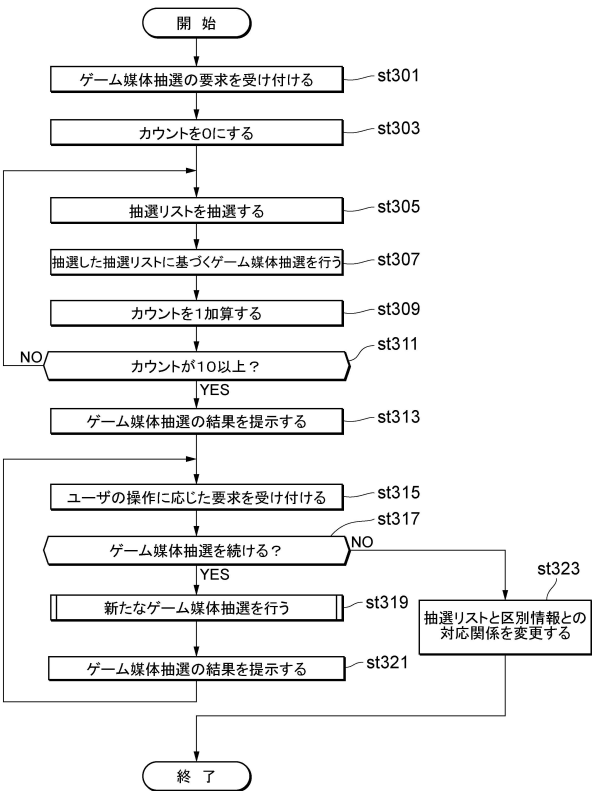 開 始
ゲーム媒体抽選の要求を受け付ける
st301
カウントを0にする
st303
抽選リストを抽選する
st305
抽選した抽選リストに基づくゲーム媒体抽選を行う
st307
カウントを1加算する
st309
カウントが10以上？
st311
NO
YES
ゲーム媒体抽選の結果を提示する
st313
ユーザの操作に応じた要求を受け付ける
st315
ゲーム媒体抽選を続ける？
st317
NO
YES
新たなゲーム媒体抽選を行う
st319
st323
抽選リストと区別情報との
対応関係を変更する
ゲーム媒体抽選の結果を提示する
st321
終 了